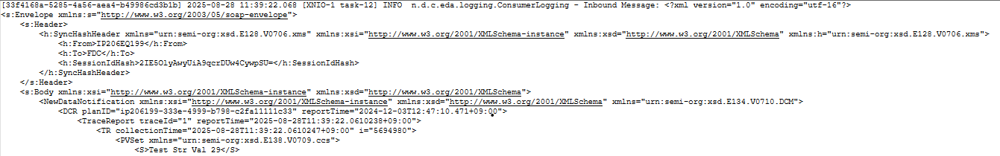 [33f4168a-5285-4a56-aea4-b49986cd3b1b] 2025-08-28 11:39:22.068 [XNIO-1 task-12] INFO  n.d.c.eda.logging.ConsumerLogging - Inbound Message: <?xml version="1.0" encoding="utf-16"?>
<s:Envelope xmlns:s="http://www.w3.org/2003/05/soap-envelope">
    <s:Header>
        <h:SyncHashHeader xmlns="urn:semi-org:xsd.E128.V0706.xms" xmlns:xsi="http://www.w3.org/2001/XMLSchema-instance" xmlns:xsd="http://www.w3.org/2001/XMLSchema" xmlns:h="urn:semi-org:xsd.E128.V0706.xms">
            <h:From>IP206EQ199</h:From>
            <h:To>FDC</h:To>
            <h:SessionIdHash>2IE5OlyAwyUiA9qcrDUw4CywpSU=</h:SessionIdHash>
        </h:SyncHashHeader>
    </s:Header>
    <s:Body xmlns:xsi="http://www.w3.org/2001/XMLSchema-instance" xmlns:xsd="http://www.w3.org/2001/XMLSchema">
        <NewDataNotification xmlns:xsi="http://www.w3.org/2001/XMLSchema-instance" xmlns:xsd="http://www.w3.org/2001/XMLSchema" xmlns="urn:semi-org:xsd.E134.V0710.DCM">
            <DCR planID="ip206199-333e-4999-b798-c2fa11111c33" reportTime="2024-12-03T12:47:10.471+09:00">
                <TraceReport traceId="1" reportTime="2025-08-28T11:39:22.0610238+09:00">
                    <TR collectionTime="2025-08-28T11:39:22.0610247+09:00" i="5694980">
                        <PVSet xmlns="urn:semi-org:xsd.E138.V0709.ccs">
                            <S>Test Str Val 29</S>